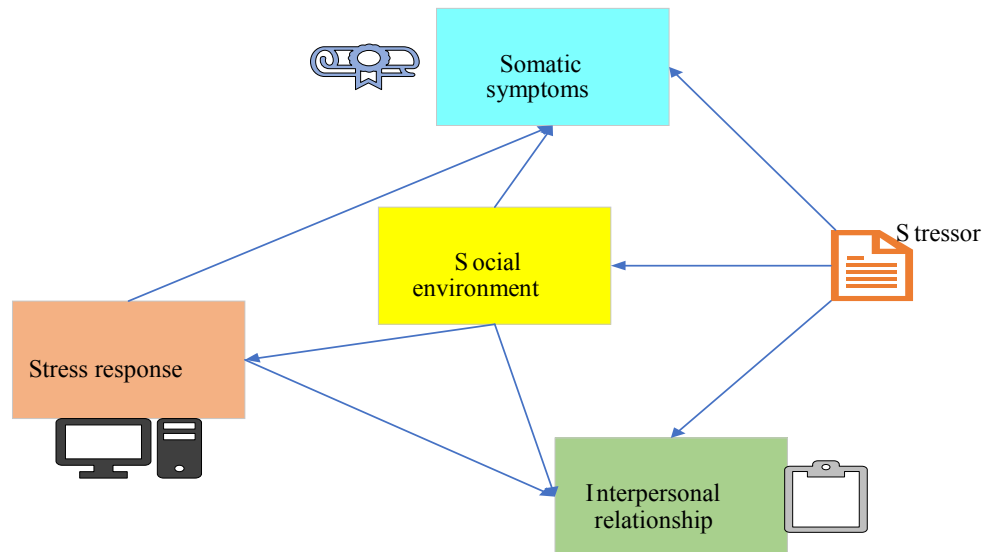 Somatic
symptoms
S tressor
S ocial
environment
Stress response
I nterpersonal
relationship